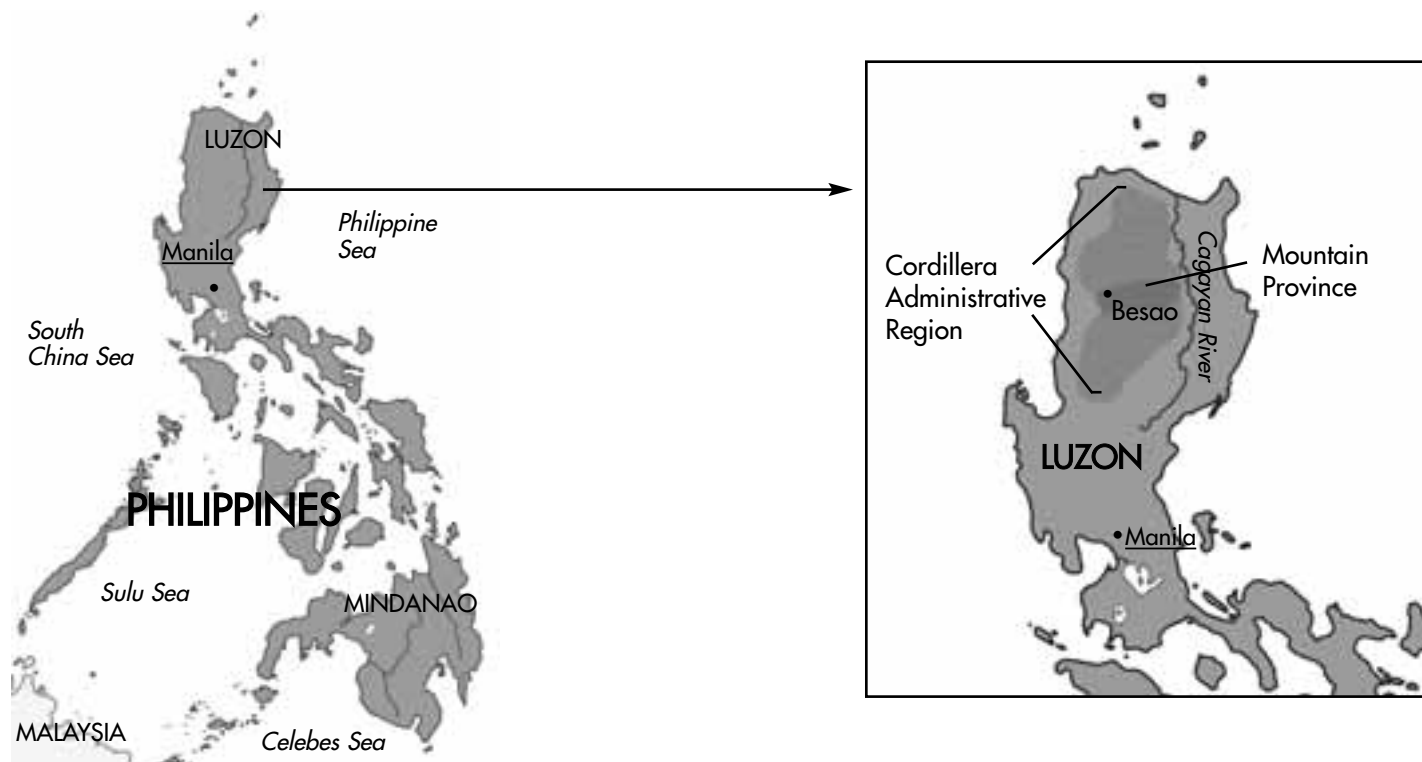 LUZON
Philippine
Sea
Manila
South
China Sea
PHILIPPINES
Sulu Sea
MINDANAO
MALAYSIA
Celebes Sea
Cordillera
Administrative
Region
Mountain
Province
Besao
Cagayan River
LUZON
Manila